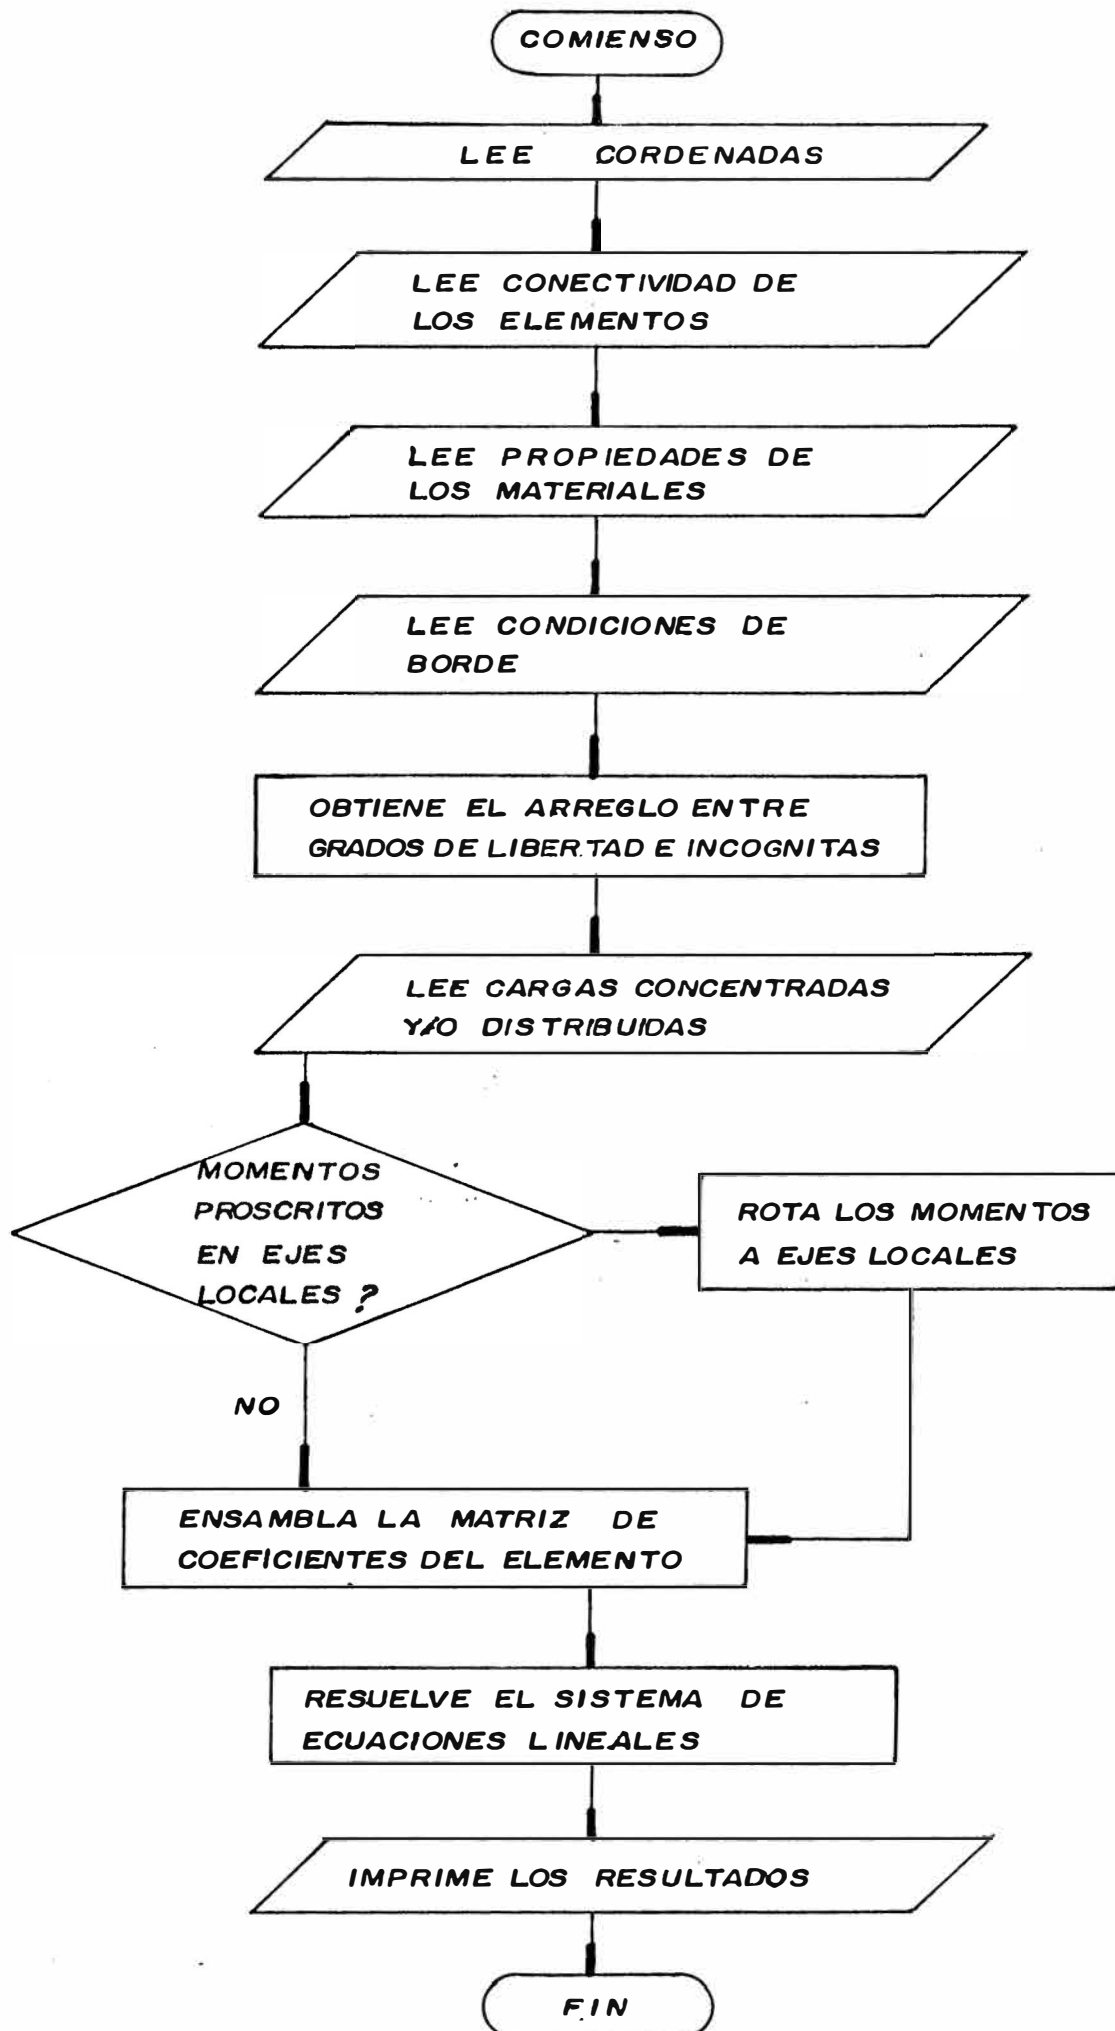 COMIENSO
LEE CORDENADAS
LEE CONECTIVIDAD DE
LOS ELEMENTOS
LEE PROPIEDADES DE
LOS MATERIALES
LEE CONDICIONES DE
BORDE
OBTIENE EL ARREGLO ENTRE
GRADOS DE LIBERTAD E INCOGNITAS
LEE CARGAS CONCENTRADAS
Y/O DISTRIBUIDAS
MOMENTOS
PROSCRITOS
EN EJES
LOCALES ?
ROTA LOS MOMENTOS
A EJES LOCALES
NO
ENSAMBLA LA MATRIZ DE
COEFICIENTES DEL ELEMENTO
RESUELVE EL SISTEMA DE
ECUACIONES LINEALES
IMPRIME LOS RESULTADOS
FIN